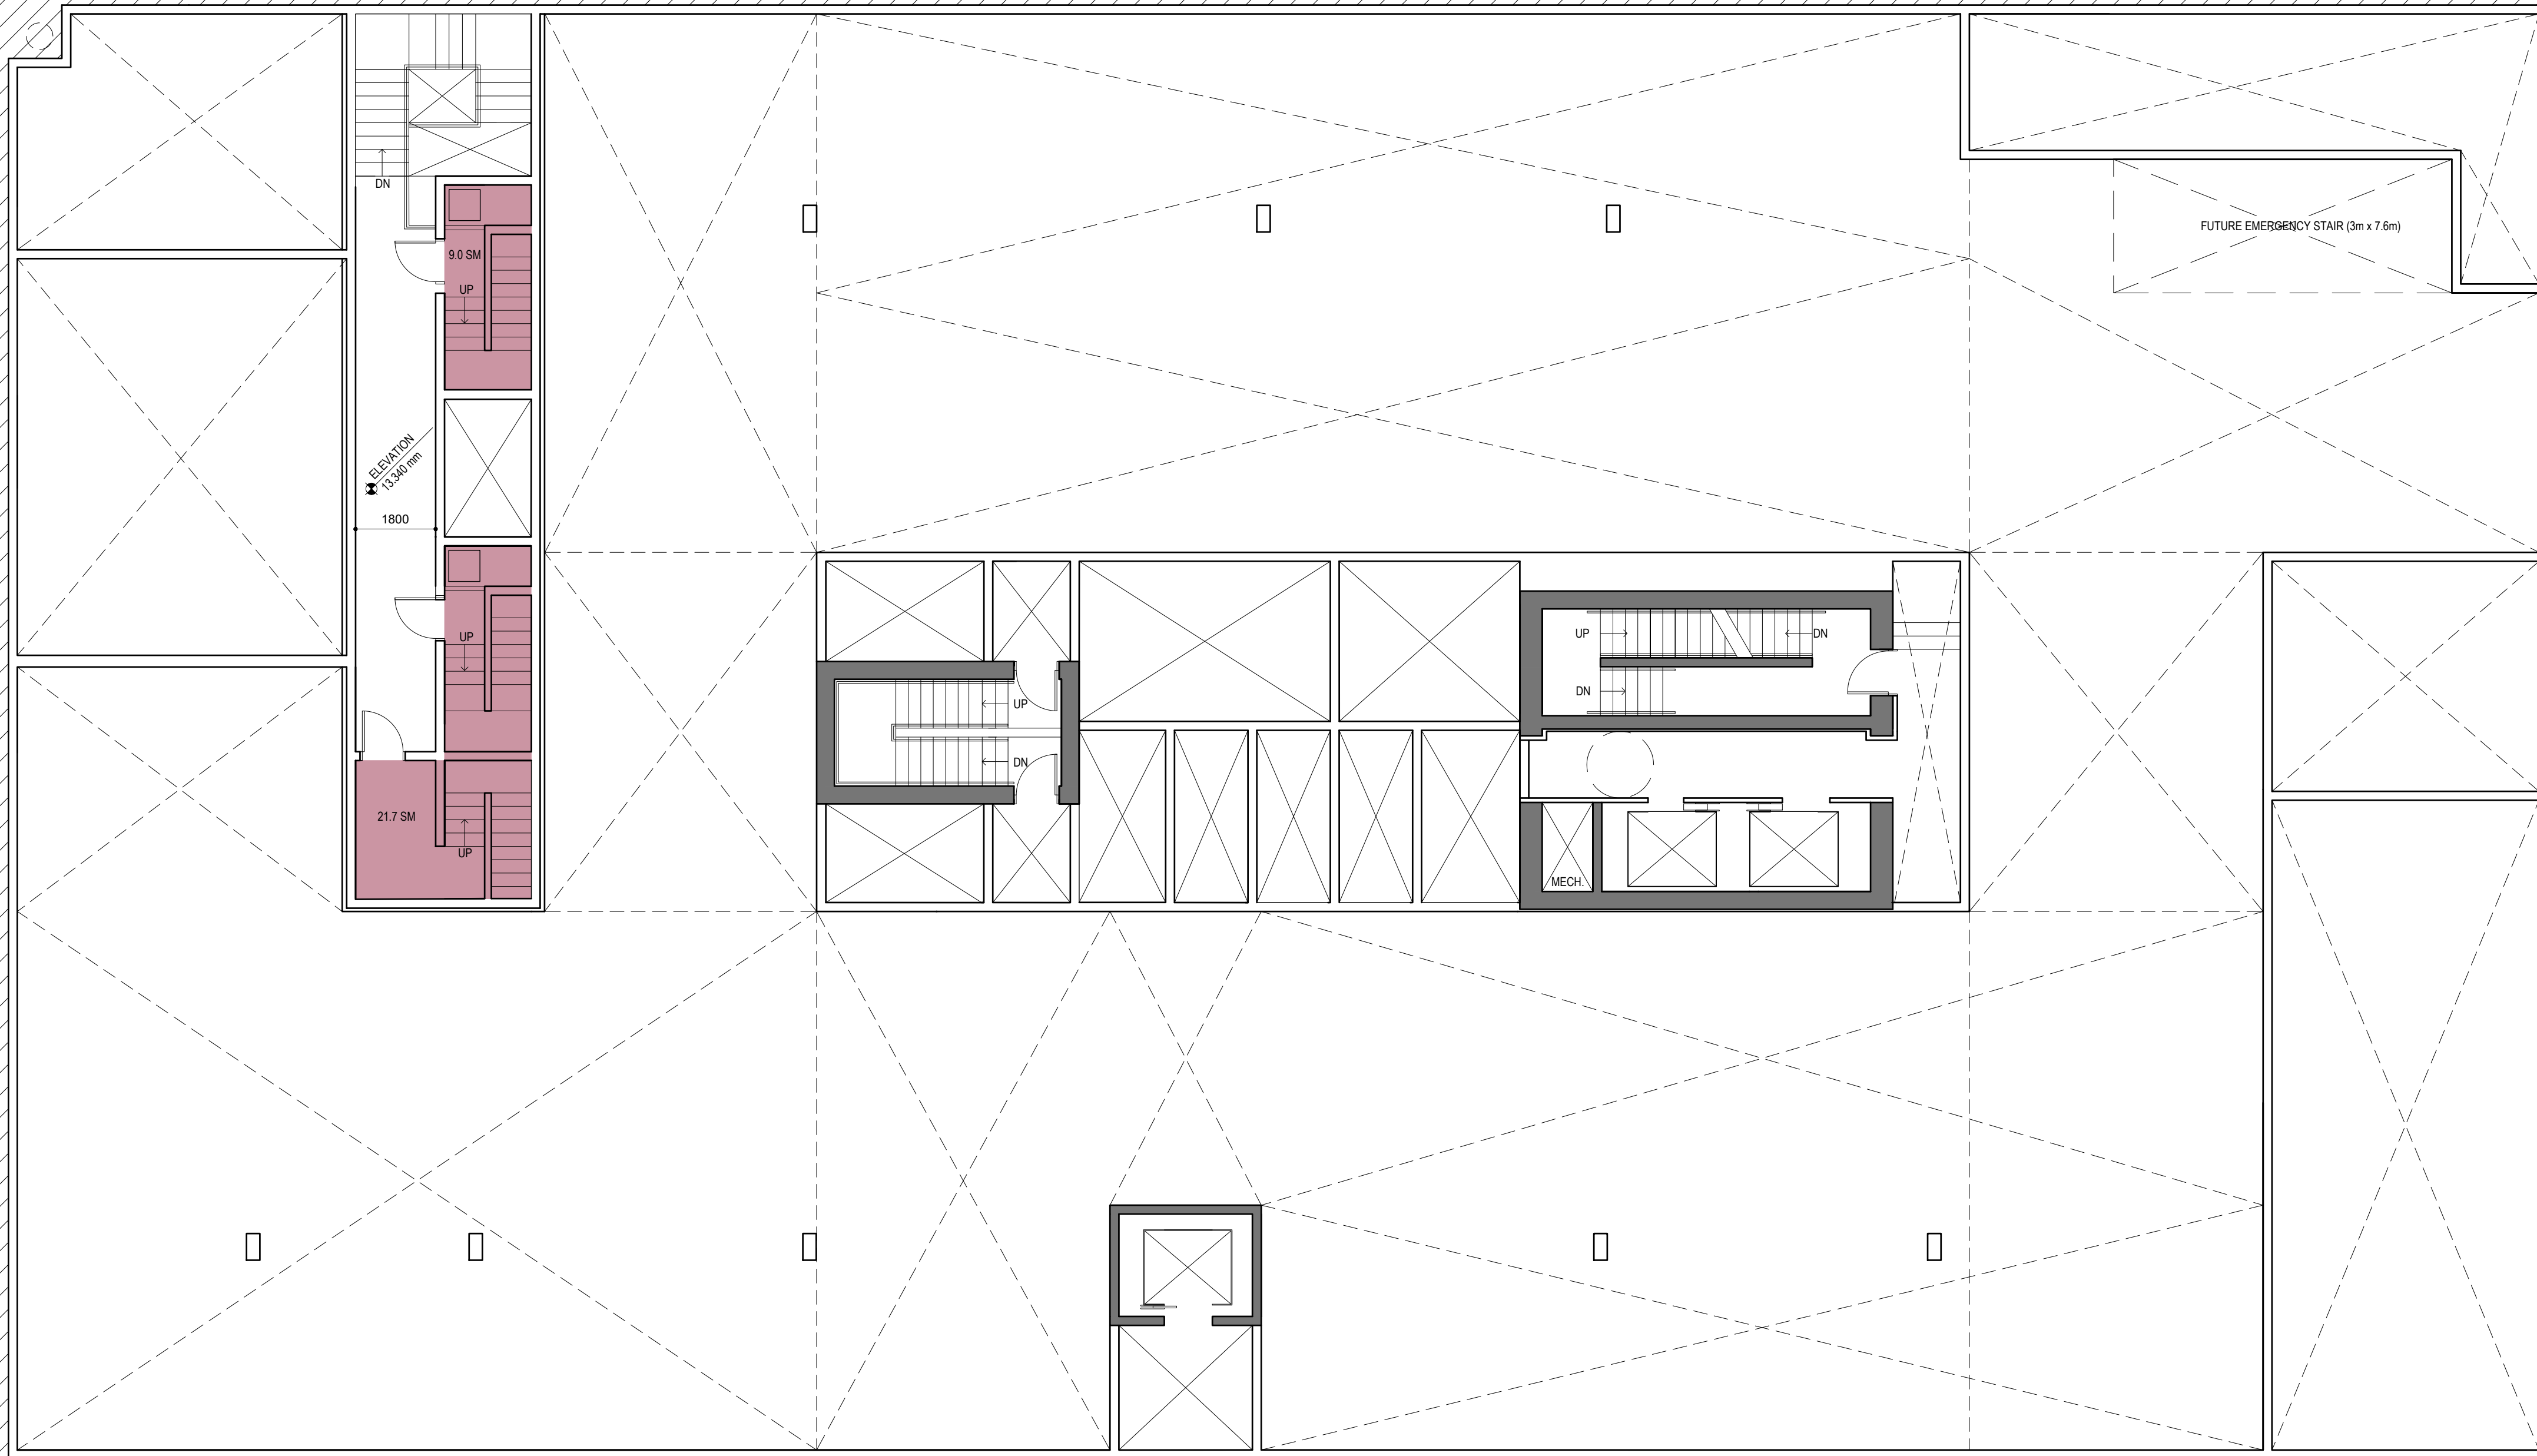 DN
FUTURE EMERGENCY STAIR (3m x 7.6m)
9.0 SM
UP
ELEVATION
13.340 mm
1800
UP
UP
DN
DN
UP
DN
21.7 SM
UP
MECH.